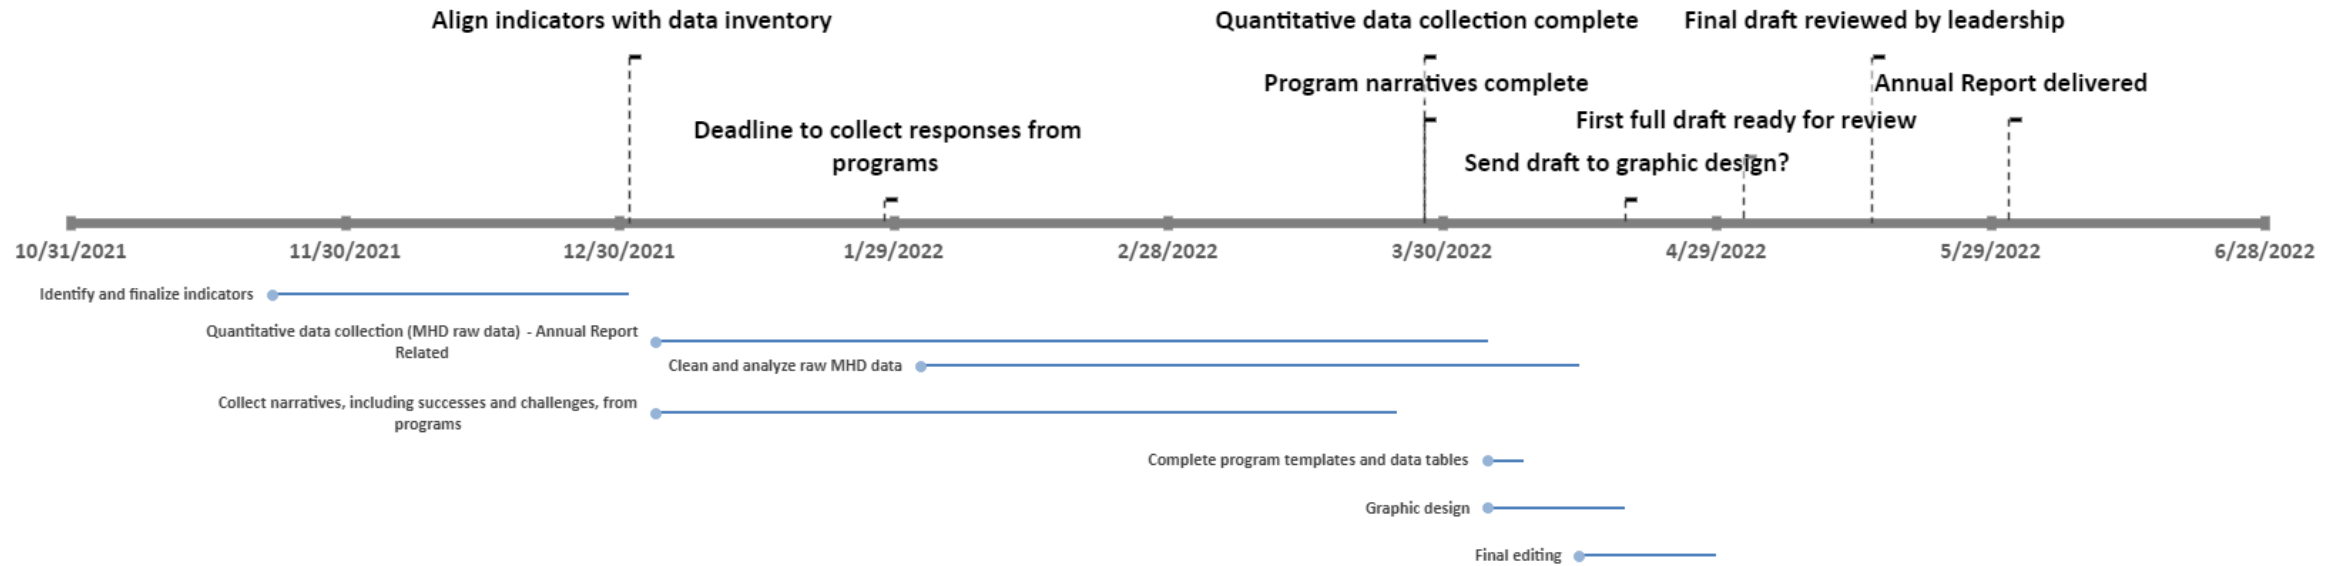 Align indicators with data inventory
Quantitative data collection complete
Final draft reviewed by leadership
Program narratives complete
Annual Report delivered
Deadline to collect responses from
programs
First full draft ready for review
Send draft to graphic design?
10/31/2021
11/30/2021
12/30/2021
1/29/2022
2/28/2022
3/30/2022
4/29/2022
5/29/2022
6/28/2022
Identify and finalize indicators
Quantitative data collection (MHD raw data)  - Annual Report
Related
Clean and analyze raw MHD data
Collect narratives, including successes and challenges, from
programs
Complete program templates and data tables
Graphic design
Final editing